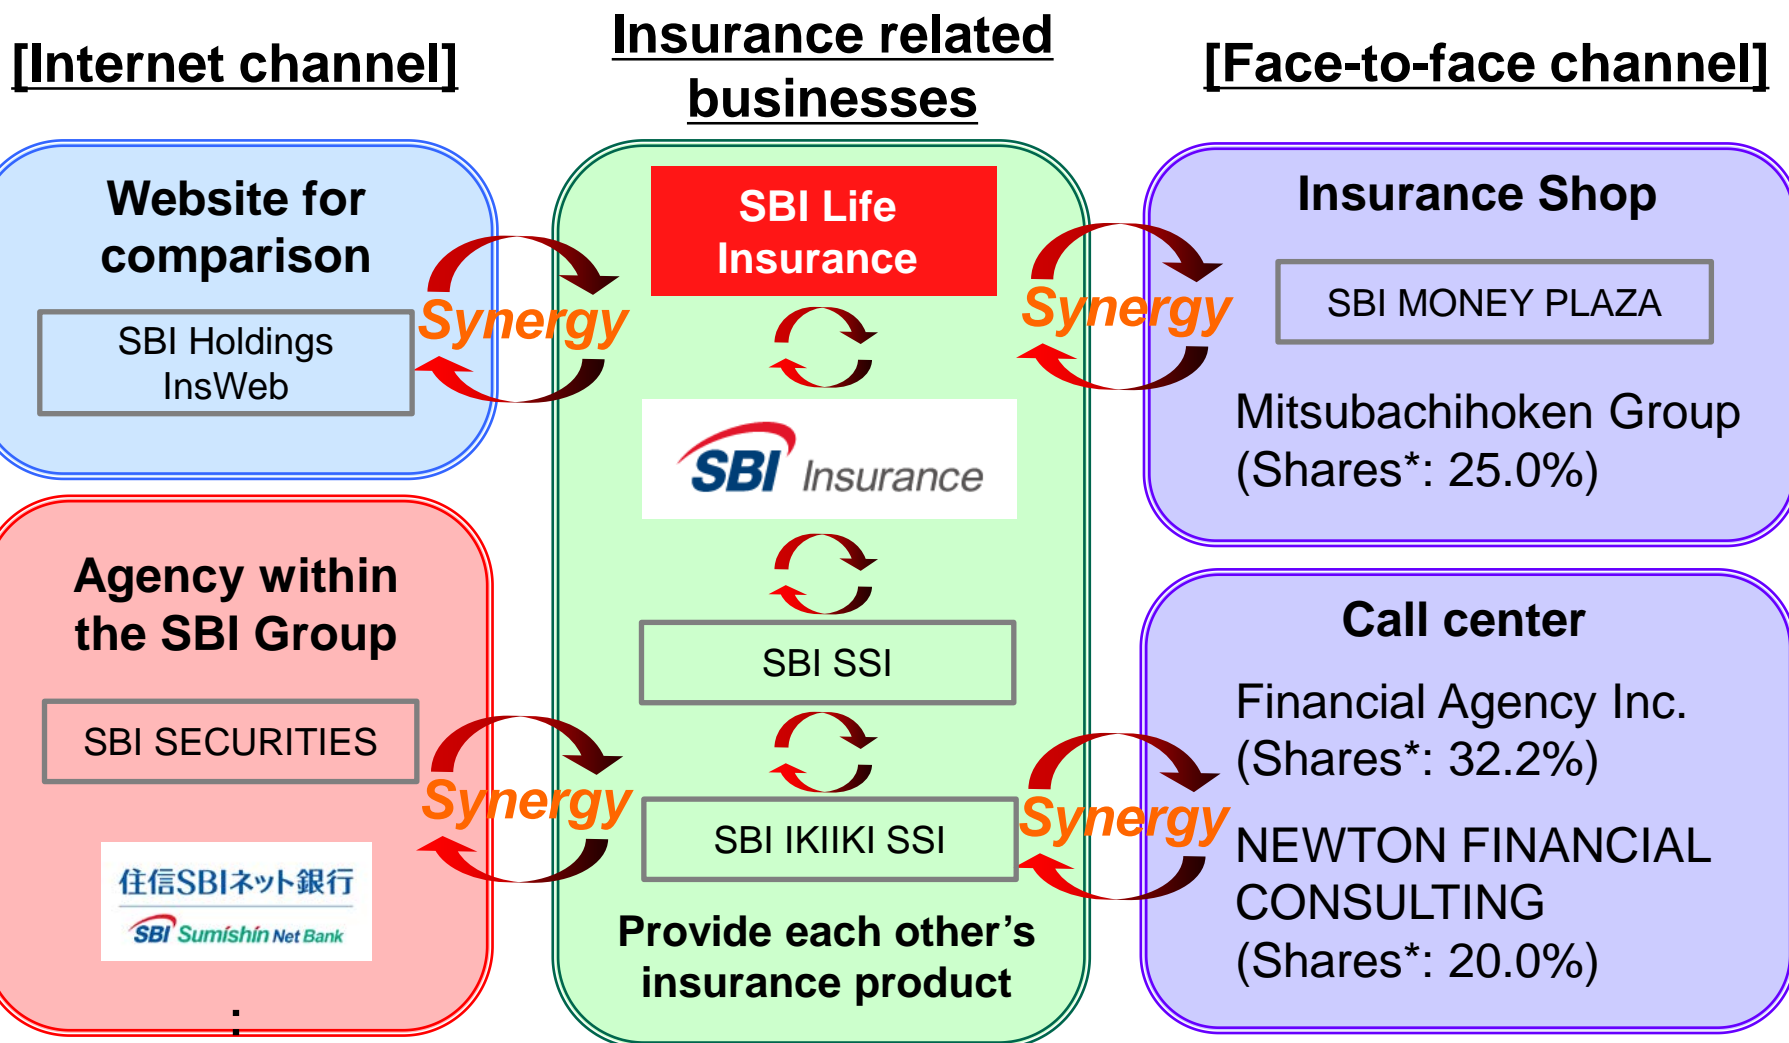 [Internet channel]
Insurance related
businesses
[Face-to-face channel]
Website for
comparison
SBI Holdings
InsWeb
Synergy
Agency within
the SBI Group
SBI SECURITIES
住信SBIネット銀行
SBI Sumishin Net Bank
:
Synergy
SBI Life
Insurance
SBI Insurance
SBI SSI
SBI IKIIKI SSI
Provide each other’s
insurance product
Synergy
Insurance Shop
SBI MONEY PLAZA
Mitsubachihoken Group
(Shares*: 25.0%)
Synergy
Call center
Financial Agency Inc.
(Shares*: 32.2%)
NEWTON FINANCIAL
CONSULTING
(Shares*: 20.0%)